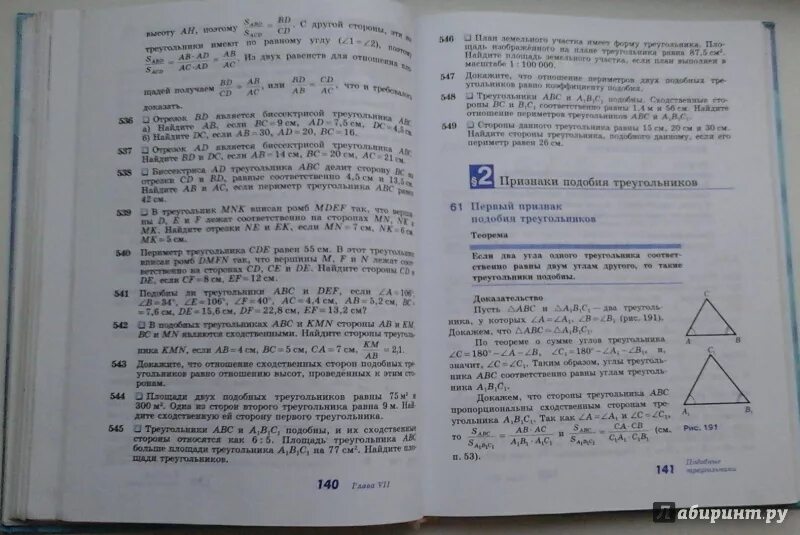 высоту AH, поэтому S_ABD/S_ACD = BD/CD. С другой стороны, эти
треугольники имеют по равному углу (∠1=∠2), поэтому
S_ABD/S_ACD = AB·AD/AC·AD = AB/AC. Из двух равенств для отношения
щадей получаем BD/CD = AB/AC, или BD/AB = CD/AC, что и требовалось
доказать.
536 □ Отрезок BD является биссектрисой треугольника ABC.
а) Найдите AB, если BC=9 см, AD=7,5 см, DC=4,5 см.
б) Найдите DC, если AB=30, AD=20, BC=16.
537 □ Отрезок AD является биссектрисой треугольника ABC.
Найдите BD и DC, если AB=14 см, BC=20 см, AC=21 см.
538 □ Биссектриса AD треугольника ABC делит сторону BC на
отрезки CD и BD, равные соответственно 4,5 см и 13,5 см.
Найдите AB и AC, если периметр треугольника ABC равен
42 см.
539 □ В треугольник MNK вписан ромб MDEF так, что верши-
ны D, E и F лежат соответственно на сторонах MN, NK и
MK. Найдите отрезки NE и EK, если MN=7 см, NK=6 см,
MK=5 см.
540 Периметр треугольника CDE равен 55 см. В этот треугольник
вписан ромб DMFN так, что вершины M, F и N лежат соот-
ветственно на сторонах CD, CE и DE. Найдите стороны CD
и DE, если CF=8 см, EF=12 см.
541 Подобны ли треугольники ABC и DEF, если ∠A=106°,
∠B=34°, ∠E=106°, ∠F=40°, AC=4,4 см, AB=5,2 см, BC=
=7,6 см, DE=15,6 см, DF=22,8 см, EF=13,2 см?
542 □ В подобных треугольниках ABC и KMN стороны AB и KM,
BC и MN являются сходственными. Найдите стороны треуголь-
ника KMN, если AB=4 см, BC=5 см, CA=7 см, KM/AB=2,1.
543 Докажите, что отношение сходственных сторон подобных
треугольников равно отношению высот, проведённых к этим сто-
ронам.
544 □ Площади двух подобных треугольников равны 75 м² и
300 м². Одна из сторон второго треугольника равна 9 м. Най-
дите сходственную ей сторону первого треугольника.
545 □ Треугольники ABC и A₁B₁C₁ подобны, и их сходственные
стороны относятся как 6:5. Площадь треугольника ABC
больше площади треугольника A₁B₁C₁ на 77 см². Найдите пло-
щади треугольников.
140 Глава VII
546 □ План земельного участка имеет форму треугольника. Пло-
щадь изображённого на плане треугольника равна 87,5 см².
Найдите площадь земельного участка, если план выполнен в
масштабе 1 : 100 000.
547 Докажите, что отношение периметров двух подобных тре-
угольников равно коэффициенту подобия.
548 □ Треугольники ABC и A₁B₁C₁ подобны. Сходственные сто-
роны BC и B₁C₁ соответственно равны 1,4 м и 56 см. Найдите
отношение периметров треугольников ABC и A₁B₁C₁.
549 □ Стороны данного треугольника равны 15 см, 20 см и 30 см.
Найдите стороны треугольника, подобного данному, если его
периметр равен 26 см.
§2 Признаки подобия треугольников
61 Первый признак
подобия треугольников
Теорема
Если два угла одного треугольника соответ-
ственно равны двум углам другого, то такие
треугольники подобны.
Доказательство
Пусть △ABC и △A₁B₁C₁ – два треуголь-
ника, у которых ∠A=∠A₁, ∠B=∠B₁ (рис. 191).
Докажем, что △ABC~△A₁B₁C₁.
По теореме о сумме углов треугольника
∠C=180°–∠A–∠B, ∠C₁=180°–∠A₁–∠B₁, и,
значит, ∠C=∠C₁. Таким образом, углы треуголь-
ника ABC соответственно равны углам треуголь-
ника A₁B₁C₁.
Докажем, что стороны треугольника ABC
пропорциональны сходственным сторонам тре-
угольника A₁B₁C₁. Так как ∠A=∠A₁ и ∠C=∠C₁,
то S_ABC/S_A₁B₁C₁ = AB·AC/A₁B₁·A₁C₁ и S_ABC/S_A₁B₁C₁ = CA·CB/C₁A₁·C₁B₁ (см.
п. 53).
C
A B
C₁
A₁ B₁
Рис. 191
141 Подобные
треугольники
Лабиринт.ру